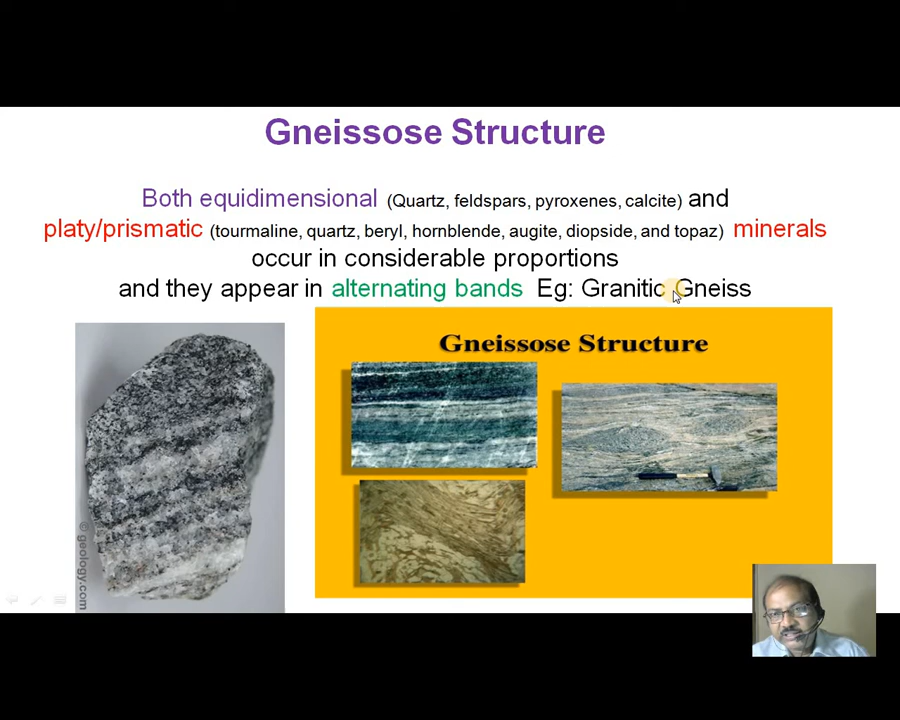 Gneissose Structure
Both equidimensional (Quartz, feldspars, pyroxenes, calcite) and
platy/prismatic (tourmaline, quartz, beryl, hornblende, augite, diopside, and topaz) minerals
occur in considerable proportions
and they appear in alternating bands Eg: Granitic Gneiss
Gneissose Structure
© geology.com